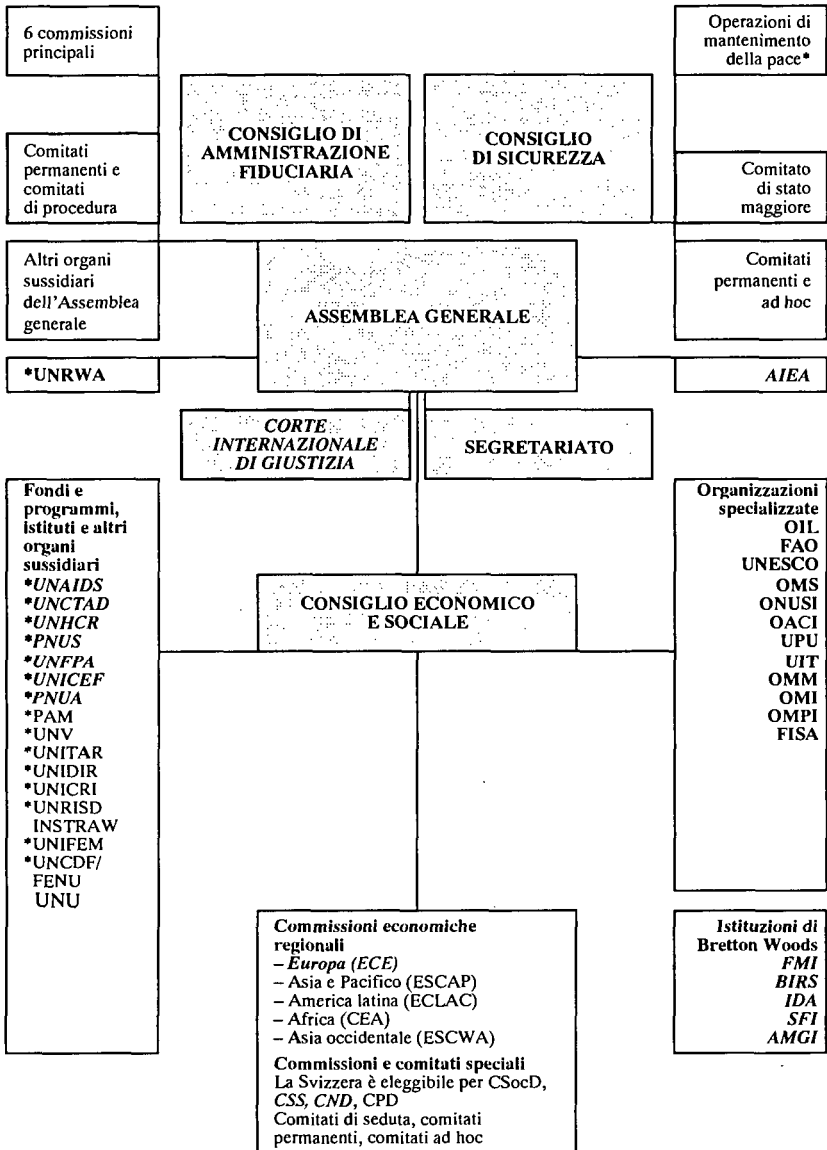 6 commissioni
principali
Operazioni di
mantenimento
della pace*
CONSIGLIO DI
AMMINISTRAZIONE
FIDUCIARIA
CONSIGLIO
DI SICUREZZA
Comitati
permanenti e
comitati
di procedura
Comitato
di stato
maggiore
Altri organi
sussidiari
dell'Assemblea
generale
ASSEMBLEA GENERALE
Comitati
permanenti e
ad hoc
*UNRWA
AIEA
CORTE
INTERNAZIONALE
DI GIUSTIZIA
SEGRETARIATO
Fondi e
programmi,
istituti e altri
organi
sussidiari
*UNAIDS
*UNCTAD
*UNHCR
*PNUS
*UNFPA
*UNICEF
*PNUA
*PAM
*UNV
*UNITAR
*UNIDIR
*UNICRI
*UNRISD
INSTRAW
*UNIFEM
*UNCDF/
FENU
UNU
CONSIGLIO ECONOMICO
E SOCIALE
Organizzazioni
specializzate
OIL
FAO
UNESCO
OMS
ONUSI
OACI
UPU
UIT
OMM
OMI
OMPI
FISA
Commissioni economiche
regionali
– Europa (ECE)
– Asia e Pacifico (ESCAP)
– America latina (ECLAC)
– Africa (CEA)
– Asia occidentale (ESCWA)
Commissioni e comitati speciali
La Svizzera è eleggibile per CSocD,
CSS, CND, CPD
Comitati di seduta, comitati
permanenti, comitati ad hoc
Istituzioni di
Bretton Woods
FMI
BIRS
IDA
SFI
AMGI